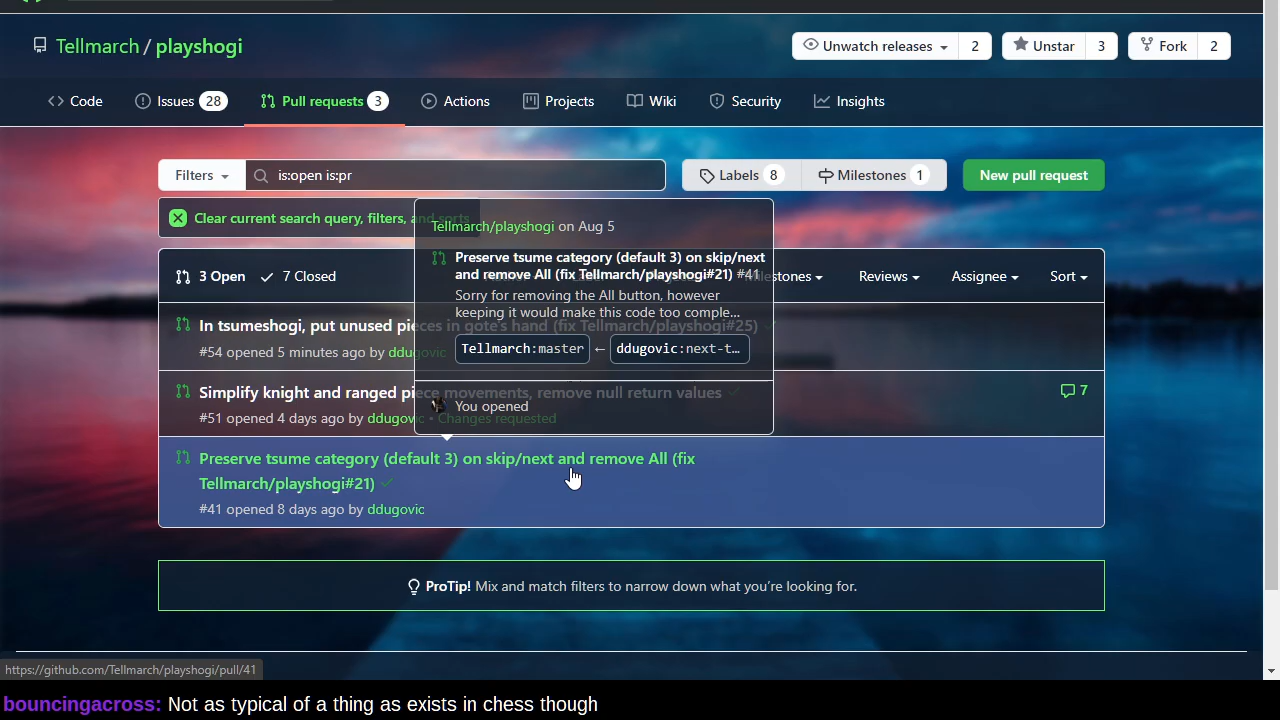 Tellmarch / playshogi
Unwatch releases 2
Unstar 3
Fork 2
Code
Issues 28
Pull requests 3
Actions
Projects
Wiki
Security
Insights
Filters
is:open is:pr
Labels 8
Milestones 1
New pull request
Clear current search query, filters, and sorts
Tellmarch/playshogi on Aug 5
Preserve tsume category (default 3) on skip/next
and remove All (fix Tellmarch/playshogi#21) #41
Sorry for removing the All button, however
keeping it would make this code too comple...
Tellmarch:master ← ddugovic:next-t...
You opened
3 Open
7 Closed
Milestones
Reviews
Assignee
Sort
In tsumeshogi, put unused pieces in gote's hand (fix Tellmarch/playshogi#25)
#54 opened 5 minutes ago by ddugovic
Simplify knight and ranged piece movements, remove null return values
7
#51 opened 4 days ago by ddugovic • Changes requested
Preserve tsume category (default 3) on skip/next and remove All (fix
Tellmarch/playshogi#21)
#41 opened 8 days ago by ddugovic
ProTip! Mix and match filters to narrow down what you’re looking for.
https://github.com/Tellmarch/playshogi/pull/41
bouncingacross: Not as typical of a thing as exists in chess though